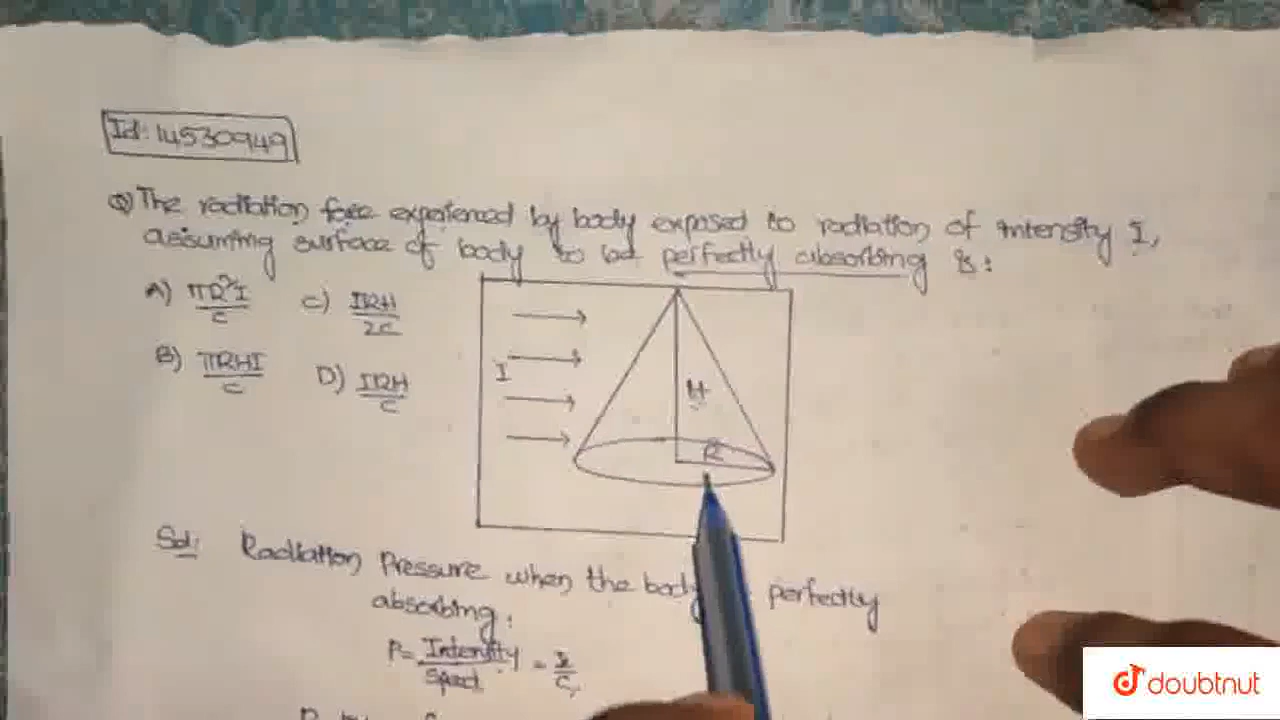 Id: 14530949
Q) The radiation force experienced by body exposed to radiation of intensity I,
assuming surface of body to be perfectly absorbing is:
A) πR²I/C C) IRH/2C
B) πRHI/C D) IRH/C
I
H
R
Sol: Radiation Pressure when the body perfectly
absorbing:
P = Intensity/Speed = I/C,
doubtnut